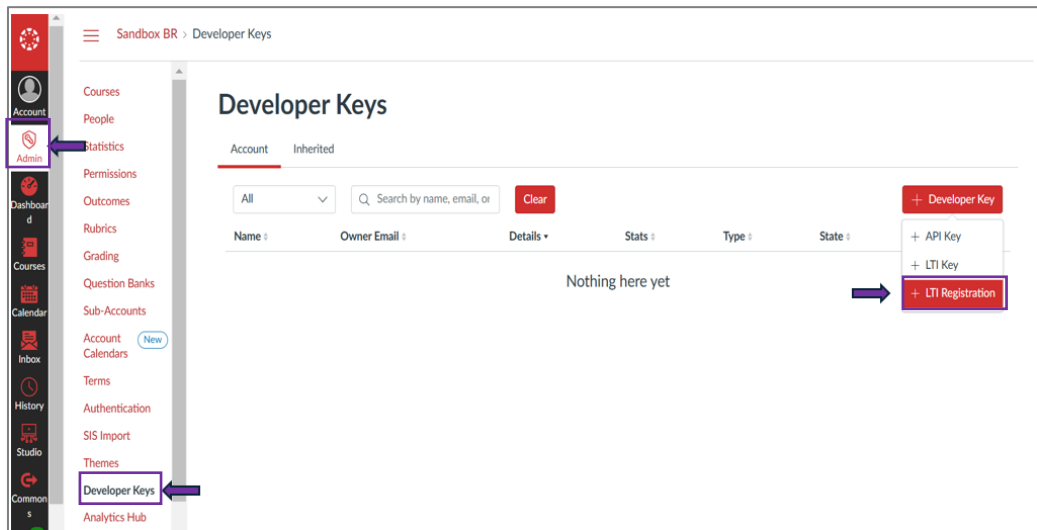 Sandbox BR > Developer Keys
Account
Admin
Dashboar
d
Courses
Calendar
Inbox
History
Studio
Common
s
Courses
People
Statistics
Permissions
Outcomes
Rubrics
Grading
Question Banks
Sub-Accounts
Account
Calendars
New
Terms
Authentication
SIS Import
Themes
Developer Keys
Analytics Hub
Developer Keys
Account Inherited
All Search by name, email, or Clear + Developer Key
Name Owner Email Details Stats Type State
+ API Key
+ LTI Key
+ LTI Registration
Nothing here yet